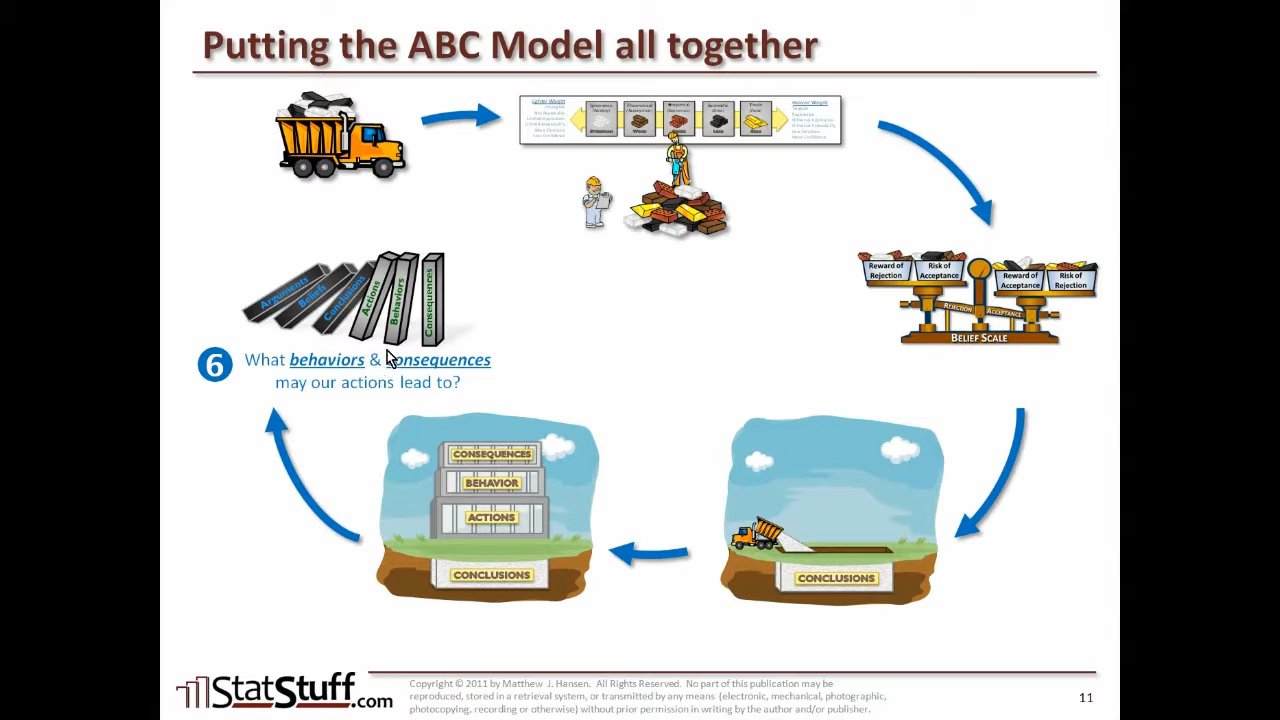 Putting the ABC Model all together
Lighter Weight
Heavier Weight
Reward of Rejection
Risk of Acceptance
Reward of Acceptance
Risk of Rejection
REJECTION
ACCEPTANCE
BELIEF SCALE
Arguments
Beliefs
Conclusions
Actions
Behaviors
Consequences
6
What behaviors & consequences
may our actions lead to?
CONSEQUENCES
BEHAVIOR
ACTIONS
CONCLUSIONS
CONCLUSIONS
StatStuff.com
Copyright © 2011 by Matthew J. Hansen. All Rights Reserved. No part of this publication may be
reproduced, stored in a retrieval system, or transmitted by any means (electronic, mechanical, photographic,
photocopying, recording or otherwise) without prior permission in writing by the author and/or publisher.
11